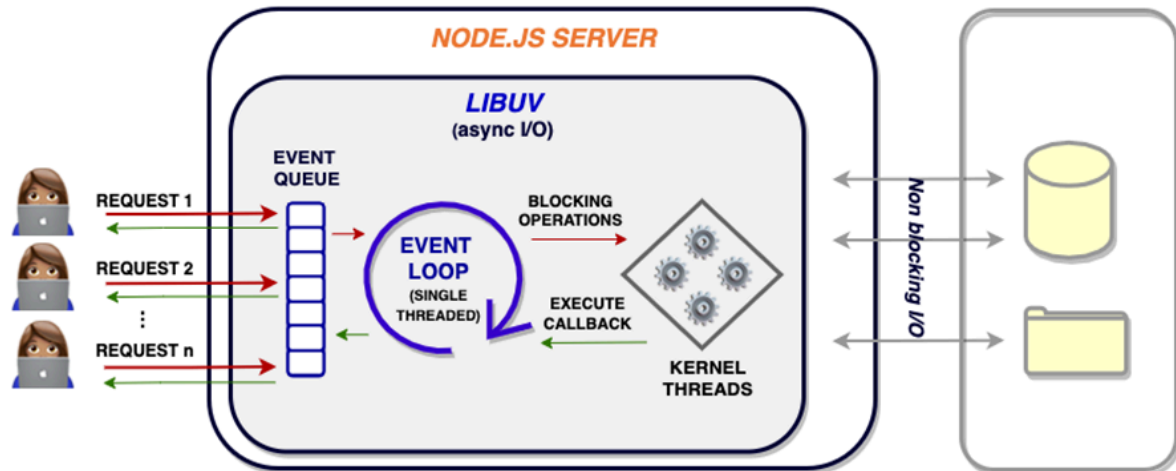 NODE.JS SERVER
LIBUV
(async I/O)
EVENT
QUEUE
REQUEST 1
REQUEST 2
...
REQUEST n
EVENT
LOOP
(SINGLE
THREADED)
BLOCKING
OPERATIONS
EXECUTE
CALLBACK
KERNEL
THREADS
Non blocking I/O